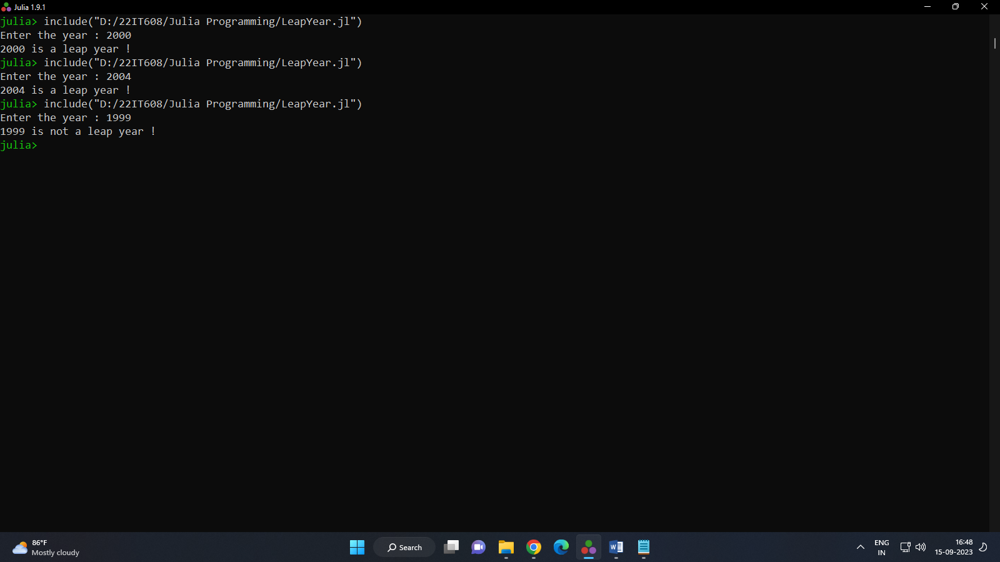 Julia 1.9.1
julia> include("D:/22IT608/Julia Programming/LeapYear.jl")
Enter the year : 2000
2000 is a leap year !
julia> include("D:/22IT608/Julia Programming/LeapYear.jl")
Enter the year : 2004
2004 is a leap year !
julia> include("D:/22IT608/Julia Programming/LeapYear.jl")
Enter the year : 1999
1999 is not a leap year !
julia>
86°F
Mostly cloudy
Search
W
ENG
IN
16:48
15-09-2023